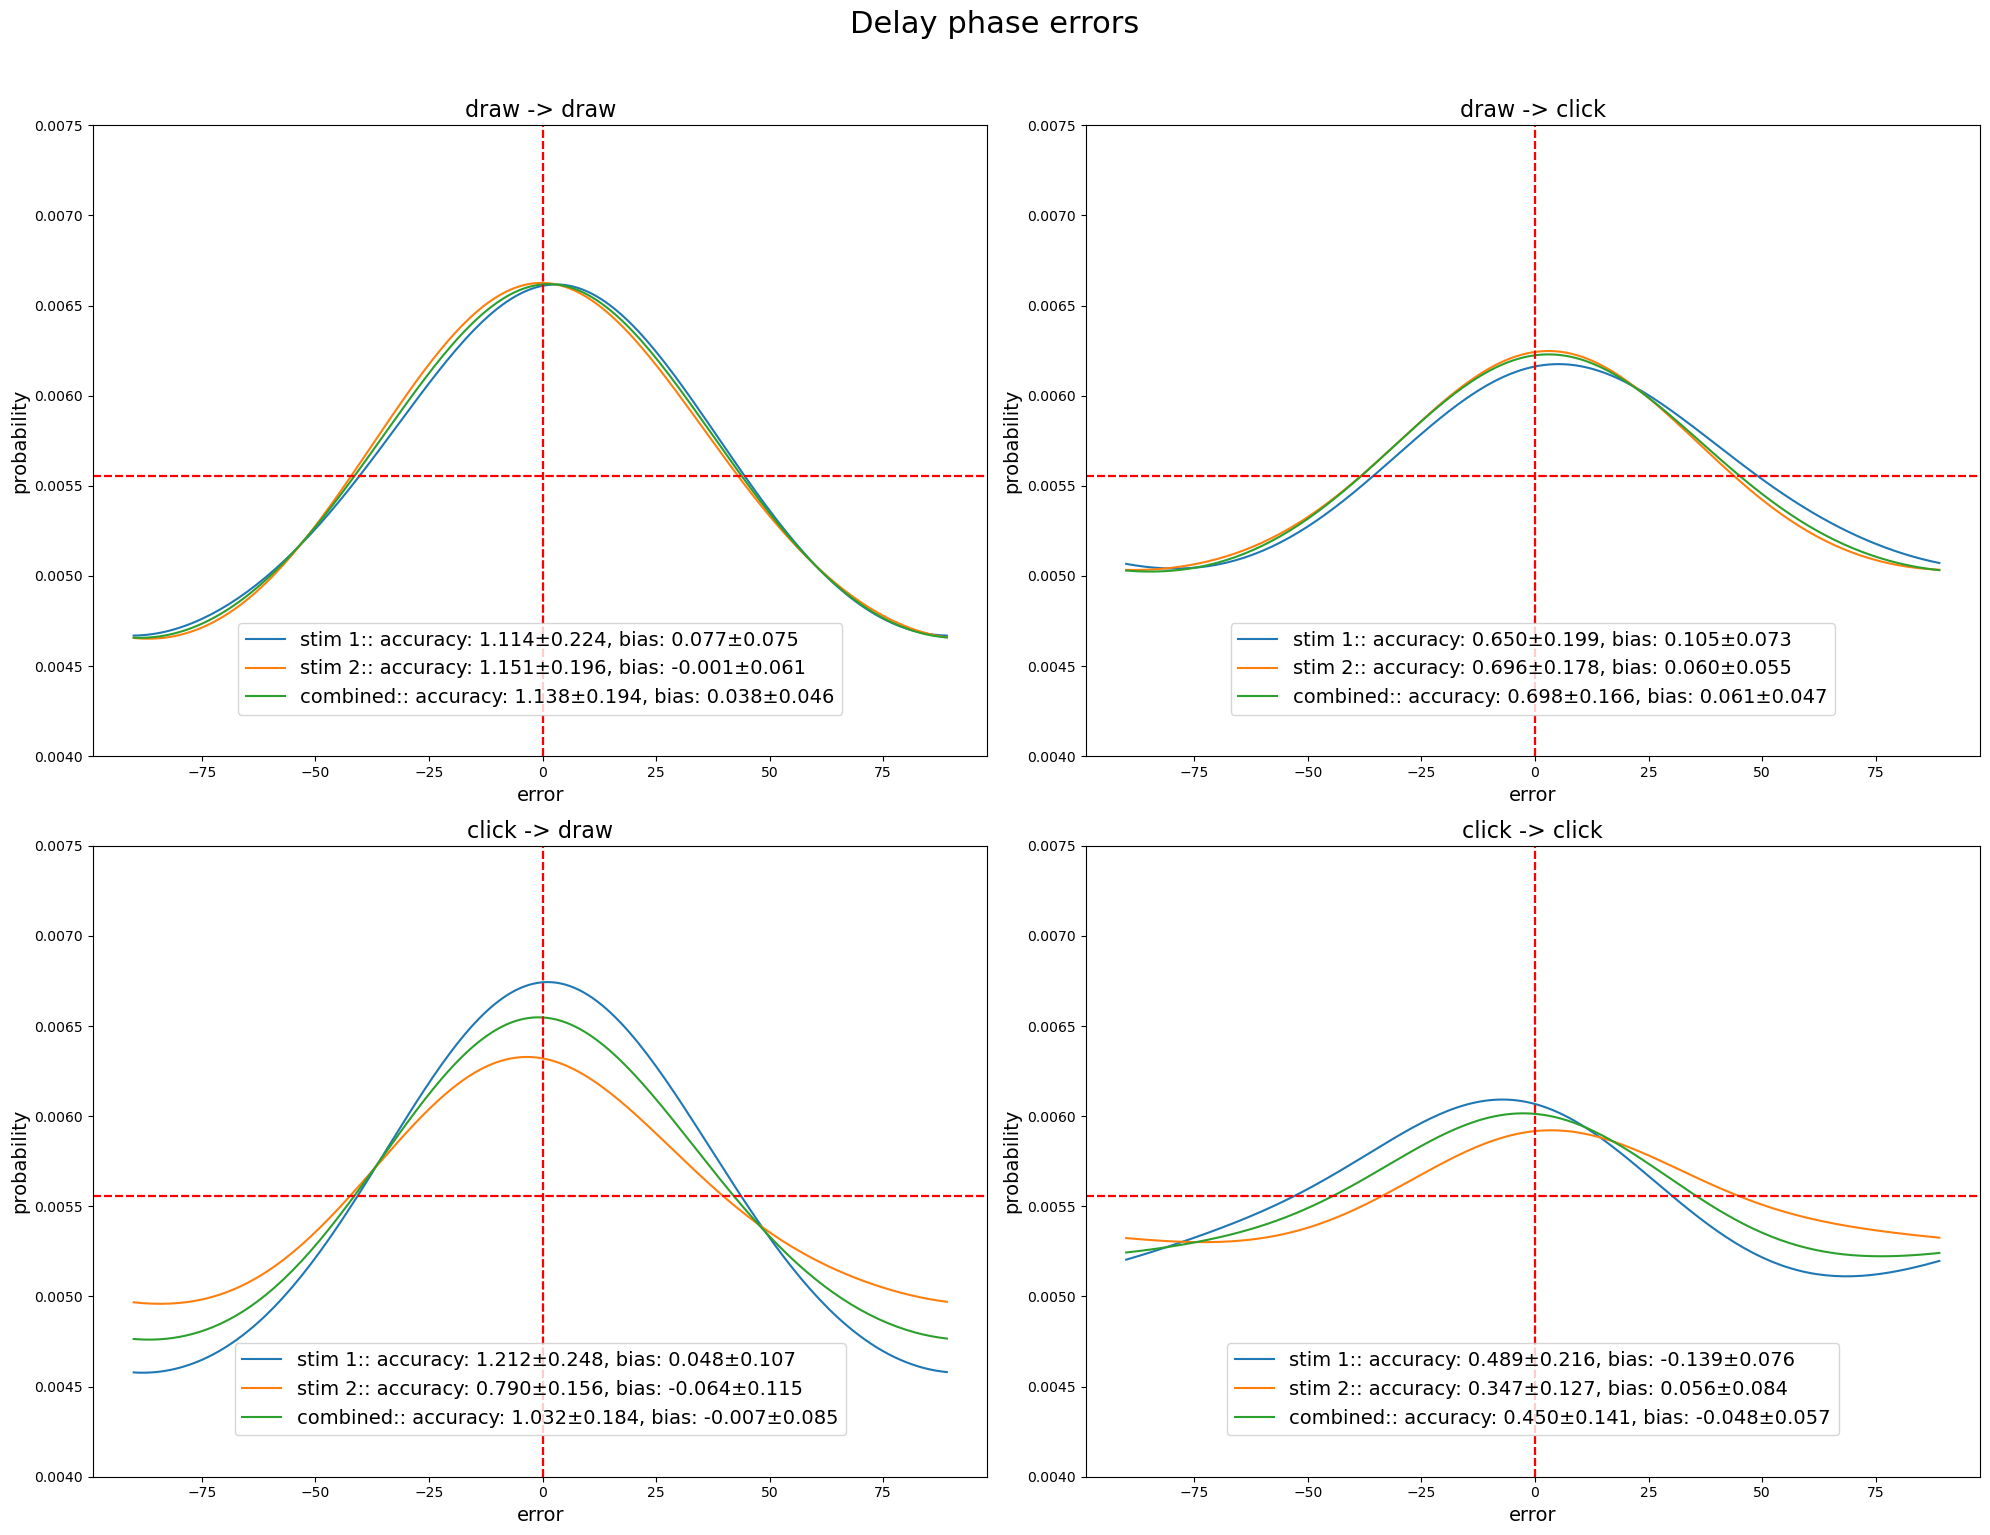 Delay phase errors
draw -> draw
0.0075
0.0070
0.0065
0.0060
0.0055
0.0050
0.0045
0.0040
probability
stim 1:: accuracy: 1.114±0.224, bias: 0.077±0.075
stim 2:: accuracy: 1.151±0.196, bias: -0.001±0.061
combined:: accuracy: 1.138±0.194, bias: 0.038±0.046
−75 −50 −25 0 25 50 75
error
draw -> click
0.0075
0.0070
0.0065
0.0060
0.0055
0.0050
0.0045
0.0040
probability
stim 1:: accuracy: 0.650±0.199, bias: 0.105±0.073
stim 2:: accuracy: 0.696±0.178, bias: 0.060±0.055
combined:: accuracy: 0.698±0.166, bias: 0.061±0.047
−75 −50 −25 0 25 50 75
error
click -> draw
0.0075
0.0070
0.0065
0.0060
0.0055
0.0050
0.0045
0.0040
probability
stim 1:: accuracy: 1.212±0.248, bias: 0.048±0.107
stim 2:: accuracy: 0.790±0.156, bias: -0.064±0.115
combined:: accuracy: 1.032±0.184, bias: -0.007±0.085
−75 −50 −25 0 25 50 75
error
click -> click
0.0075
0.0070
0.0065
0.0060
0.0055
0.0050
0.0045
0.0040
probability
stim 1:: accuracy: 0.489±0.216, bias: -0.139±0.076
stim 2:: accuracy: 0.347±0.127, bias: 0.056±0.084
combined:: accuracy: 0.450±0.141, bias: -0.048±0.057
−75 −50 −25 0 25 50 75
error